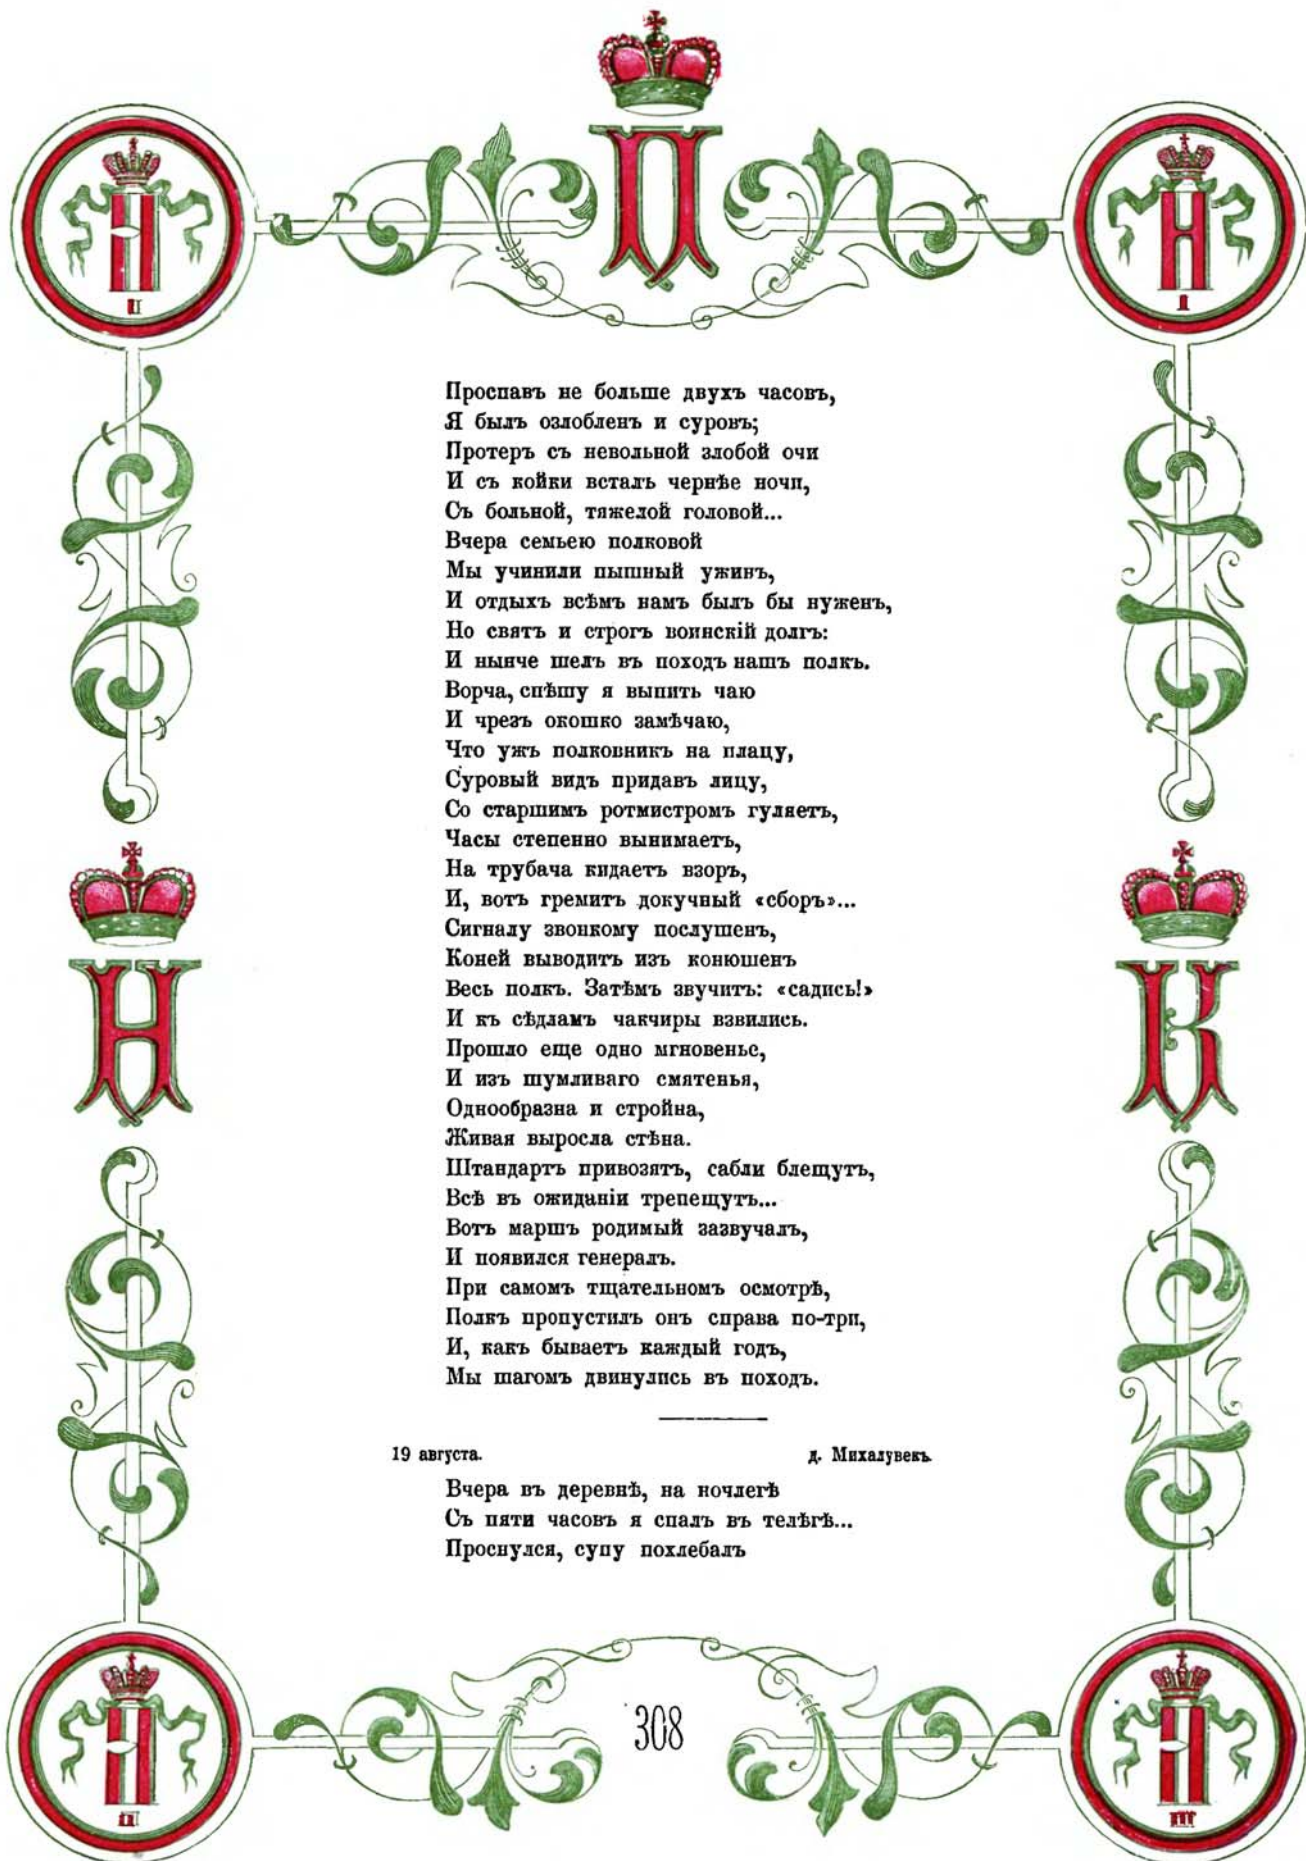 П
II
I
Проспавъ не больше двухъ часовъ,
Я былъ озлобленъ и суровъ;
Протеръ съ невольной злобой очи
И съ койки всталъ чернѣе ночи,
Съ больной, тяжелой головой...
Вчера семьею полковой
Мы учинили пышный ужинъ,
И отдыхъ всѣмъ намъ былъ бы нуженъ,
Но святъ и строгъ воинскій долгъ:
И нынче шелъ въ походъ нашъ полкъ.
Ворча, спѣшу я выпить чаю
И чрезъ окошко замѣчаю,
Что ужъ полковникъ на плацу,
Суровый видъ придавъ лицу,
Со старшимъ ротмистромъ гуляетъ,
Часы степенно вынимаетъ,
На трубача кидаетъ взоръ,
И, вотъ гремитъ докучный «сборъ»...
Сигналу звонкому послушенъ,
Коней выводитъ изъ конюшенъ
Весь полкъ. Затѣмъ звучитъ: «садись!»
И къ сѣдламъ чакчиры взвились.
Прошло еще одно мгновенье,
И изъ шумливаго смятенья,
Однообразна и стройна,
Живая выросла стѣна.
Штандартъ привозятъ, сабли блещутъ,
Всѣ въ ожиданіи трепещутъ...
Вотъ маршъ родимый зазвучалъ,
И появился генералъ.
При самомъ тщательномъ осмотрѣ,
Полкъ пропустилъ онъ справа по-три,
И, какъ бываетъ каждый годъ,
Мы шагомъ двинулись въ походъ.
Н
К
19 августа. д. Михалувекъ
Вчера въ деревнѣ, на ночлегѣ
Съ пяти часовъ я спалъ въ телѣгѣ...
Проснулся, супу похлебалъ
308
III